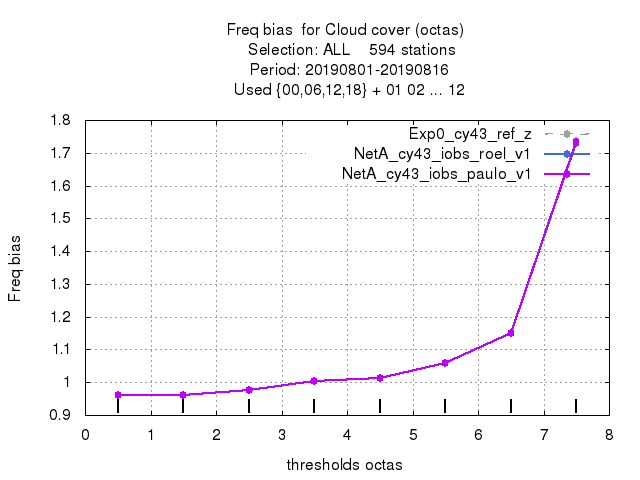 Freq bias  for Cloud cover (octas)
Selection: ALL    594 stations
Period: 20190801-20190816
Used {00,06,12,18} + 01 02 ... 12
Exp0_cy43_ref_z
NetA_cy43_iobs_roel_v1
NetA_cy43_iobs_paulo_v1
Freq bias
1.8
1.7
1.6
1.5
1.4
1.3
1.2
1.1
1
0.9
0 1 2 3 4 5 6 7 8
thresholds octas